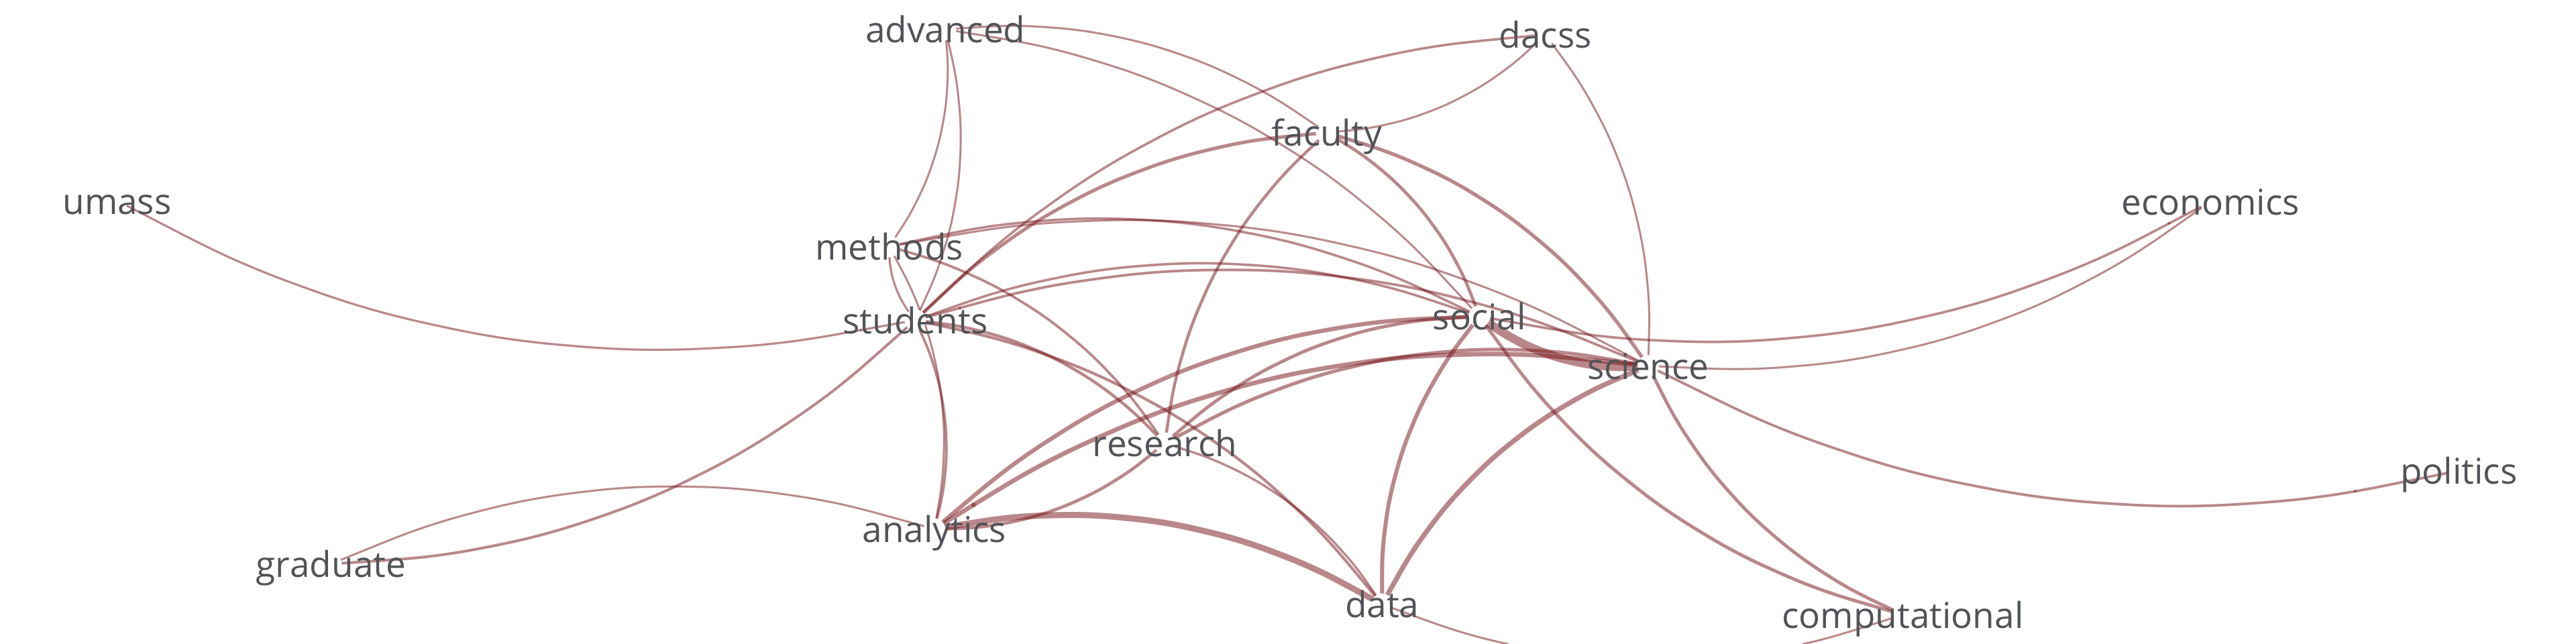 advanced
dacss
faculty
umass
economics
methods
students
social
science
research
politics
analytics
graduate
data
computational